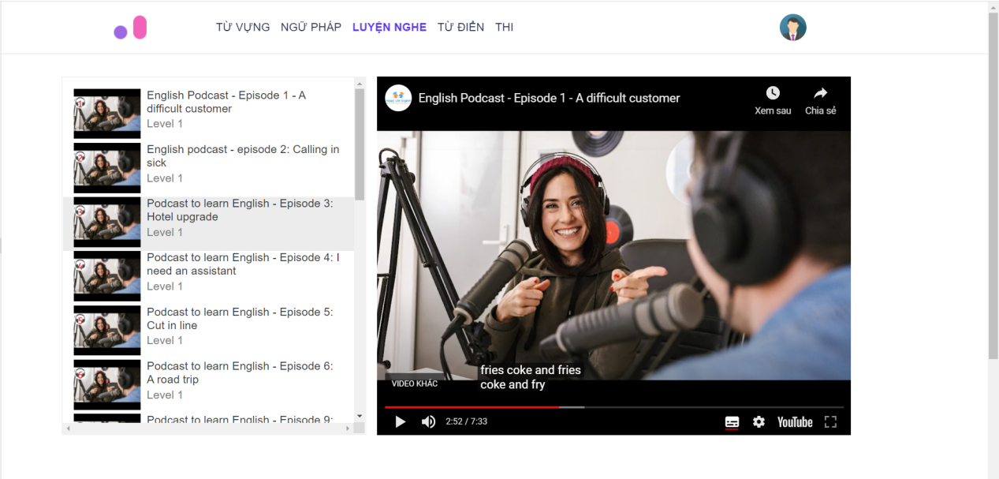 TỪ VỰNG NGỮ PHÁP LUYỆN NGHE TỪ ĐIỂN THI
English Podcast - Episode 1 - A
difficult customer
Level 1
English podcast - episode 2: Calling in
sick
Level 1
Podcast to learn English - Episode 3:
Hotel upgrade
Level 1
Podcast to learn English - Episode 4: I
need an assistant
Level 1
Podcast to learn English - Episode 5:
Cut in line
Level 1
Podcast to learn English - Episode 6:
A road trip
Level 1
Podcast to learn English - Episode 9:
English Podcast - Episode 1 - A difficult customer
Xem sau Chia sẻ
fries coke and fries
coke and fry
VIDEO KHÁC
2:52 / 7:33
YouTube